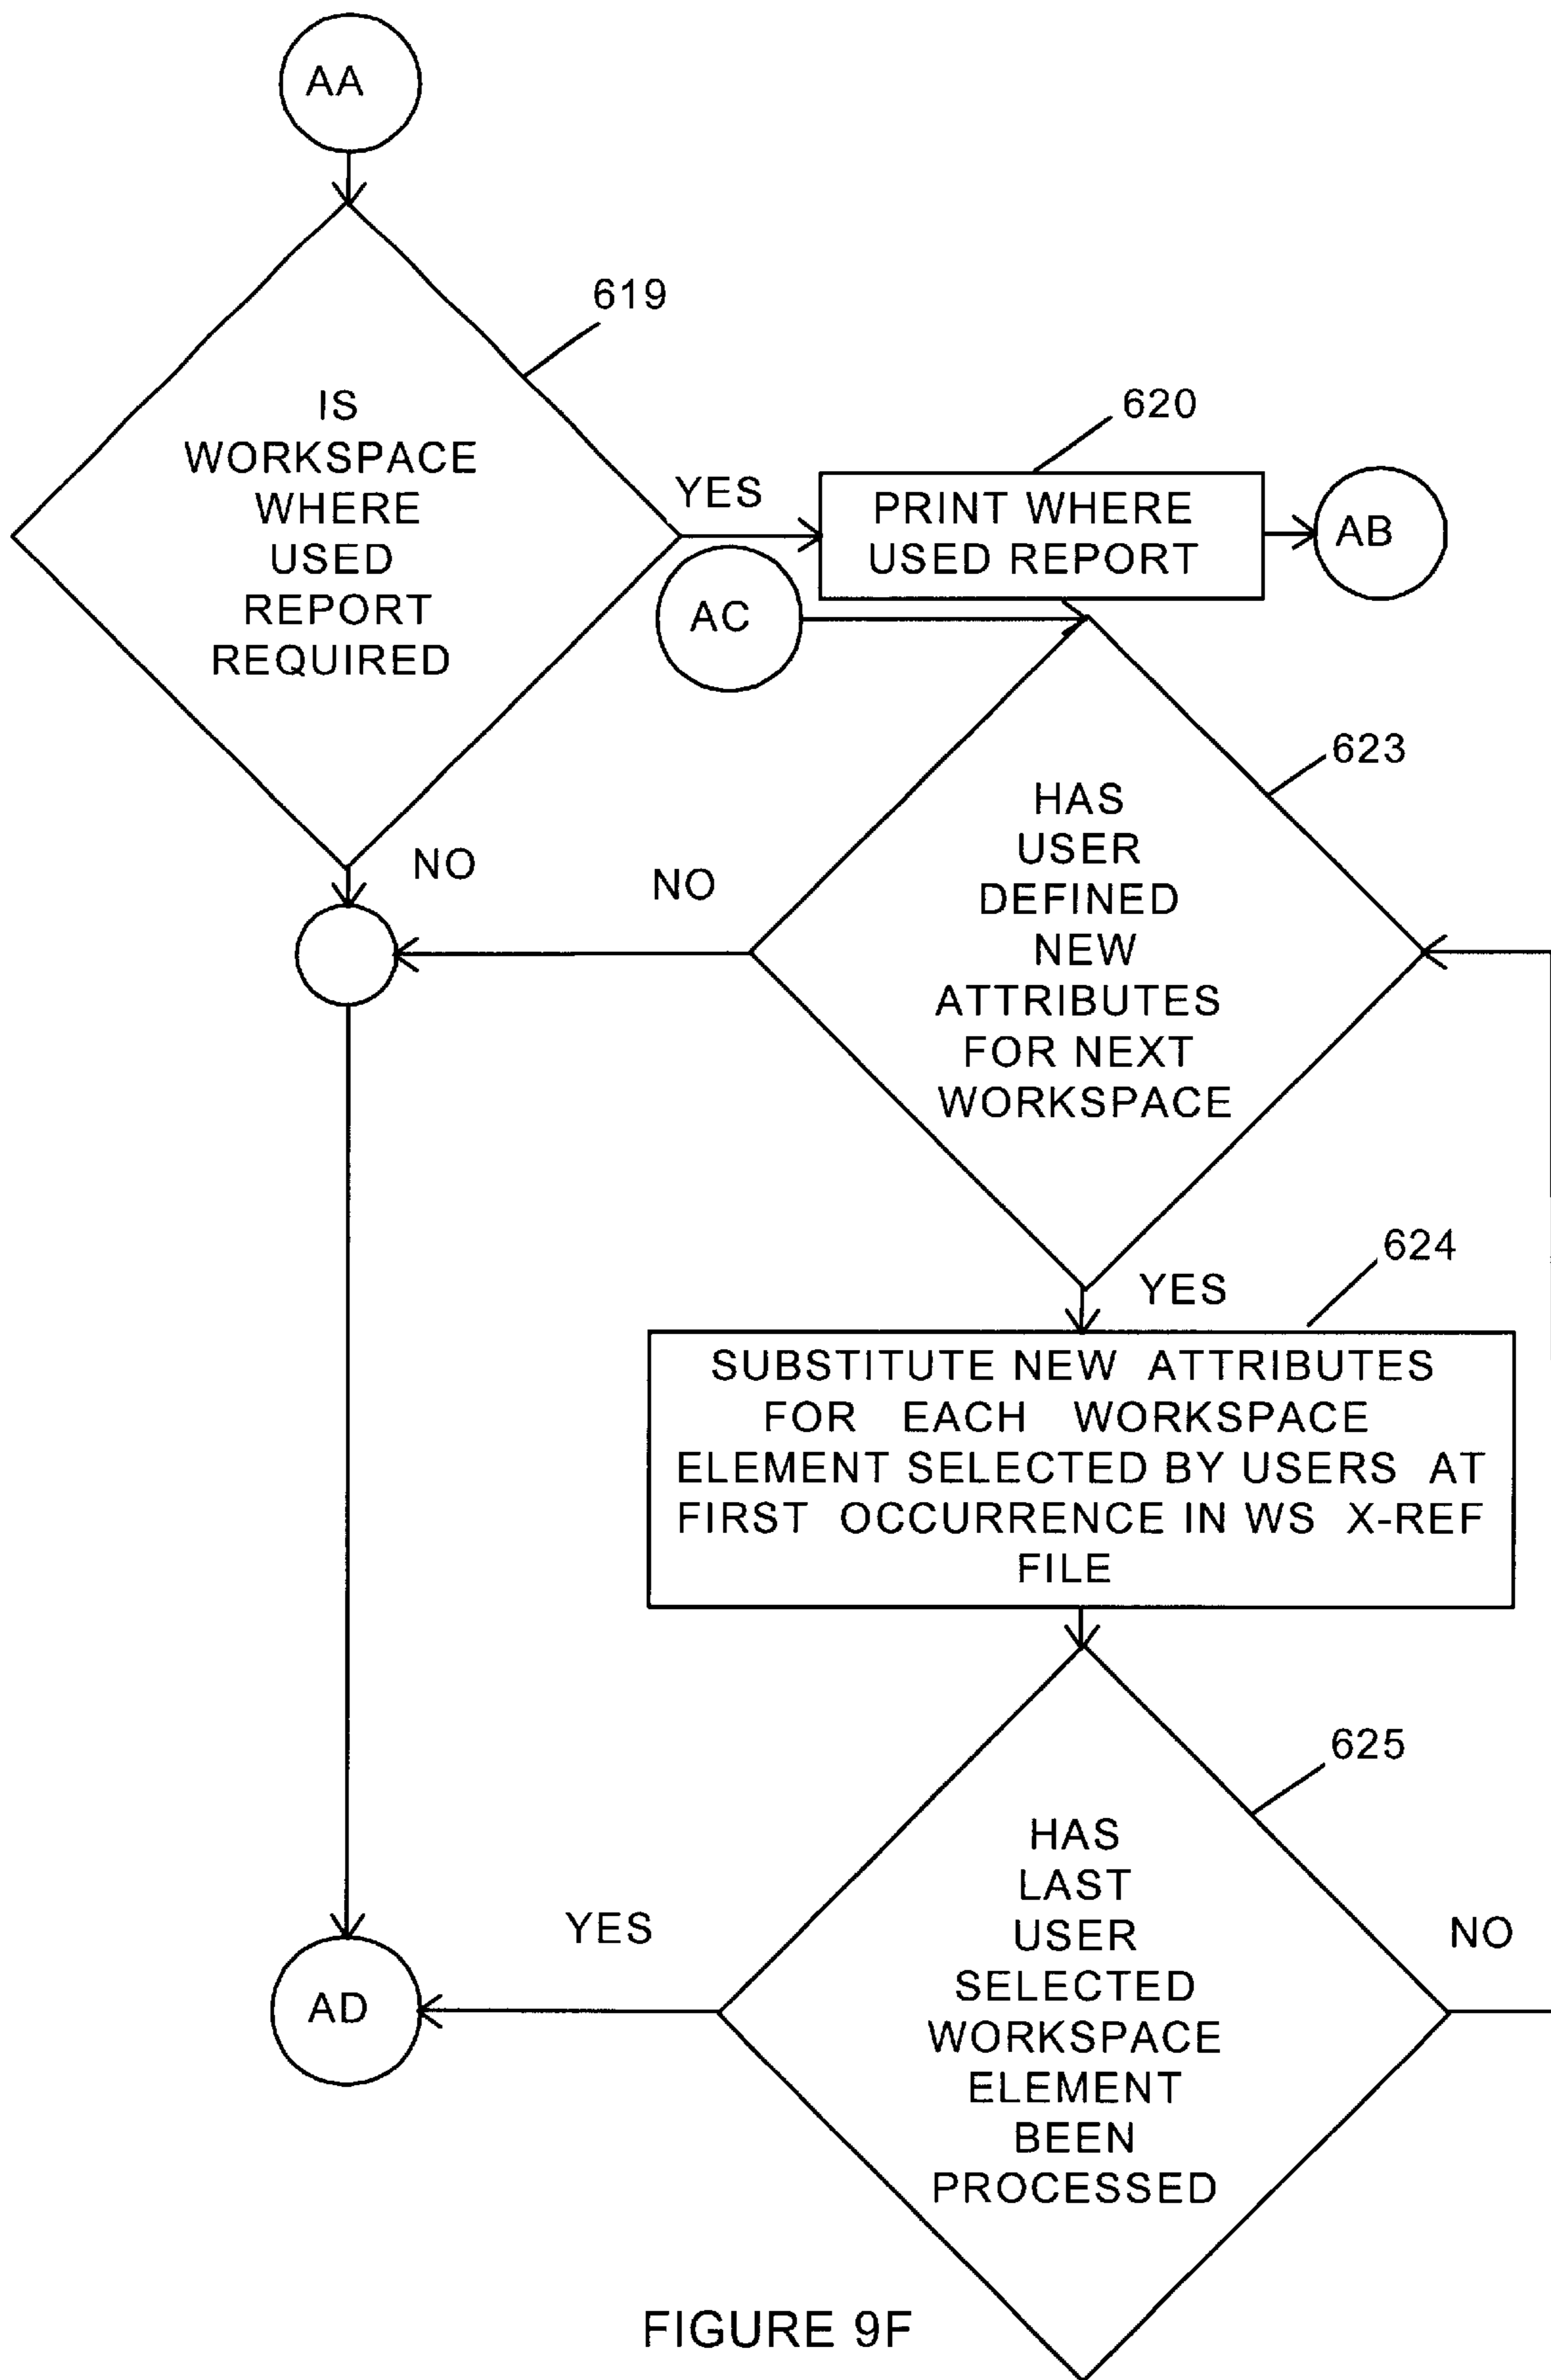 AA
619
IS
WORKSPACE
WHERE
USED
REPORT
REQUIRED
YES
620
PRINT WHERE
USED REPORT
AB
AC
623
NO
NO
HAS
USER
DEFINED
NEW
ATTRIBUTES
FOR NEXT
WORKSPACE
YES
624
SUBSTITUTE NEW ATTRIBUTES
FOR EACH WORKSPACE
ELEMENT SELECTED BY USERS AT
FIRST OCCURRENCE IN WS X-REF
FILE
625
HAS
LAST
USER
SELECTED
WORKSPACE
ELEMENT
BEEN
PROCESSED
YES
NO
AD
FIGURE 9F